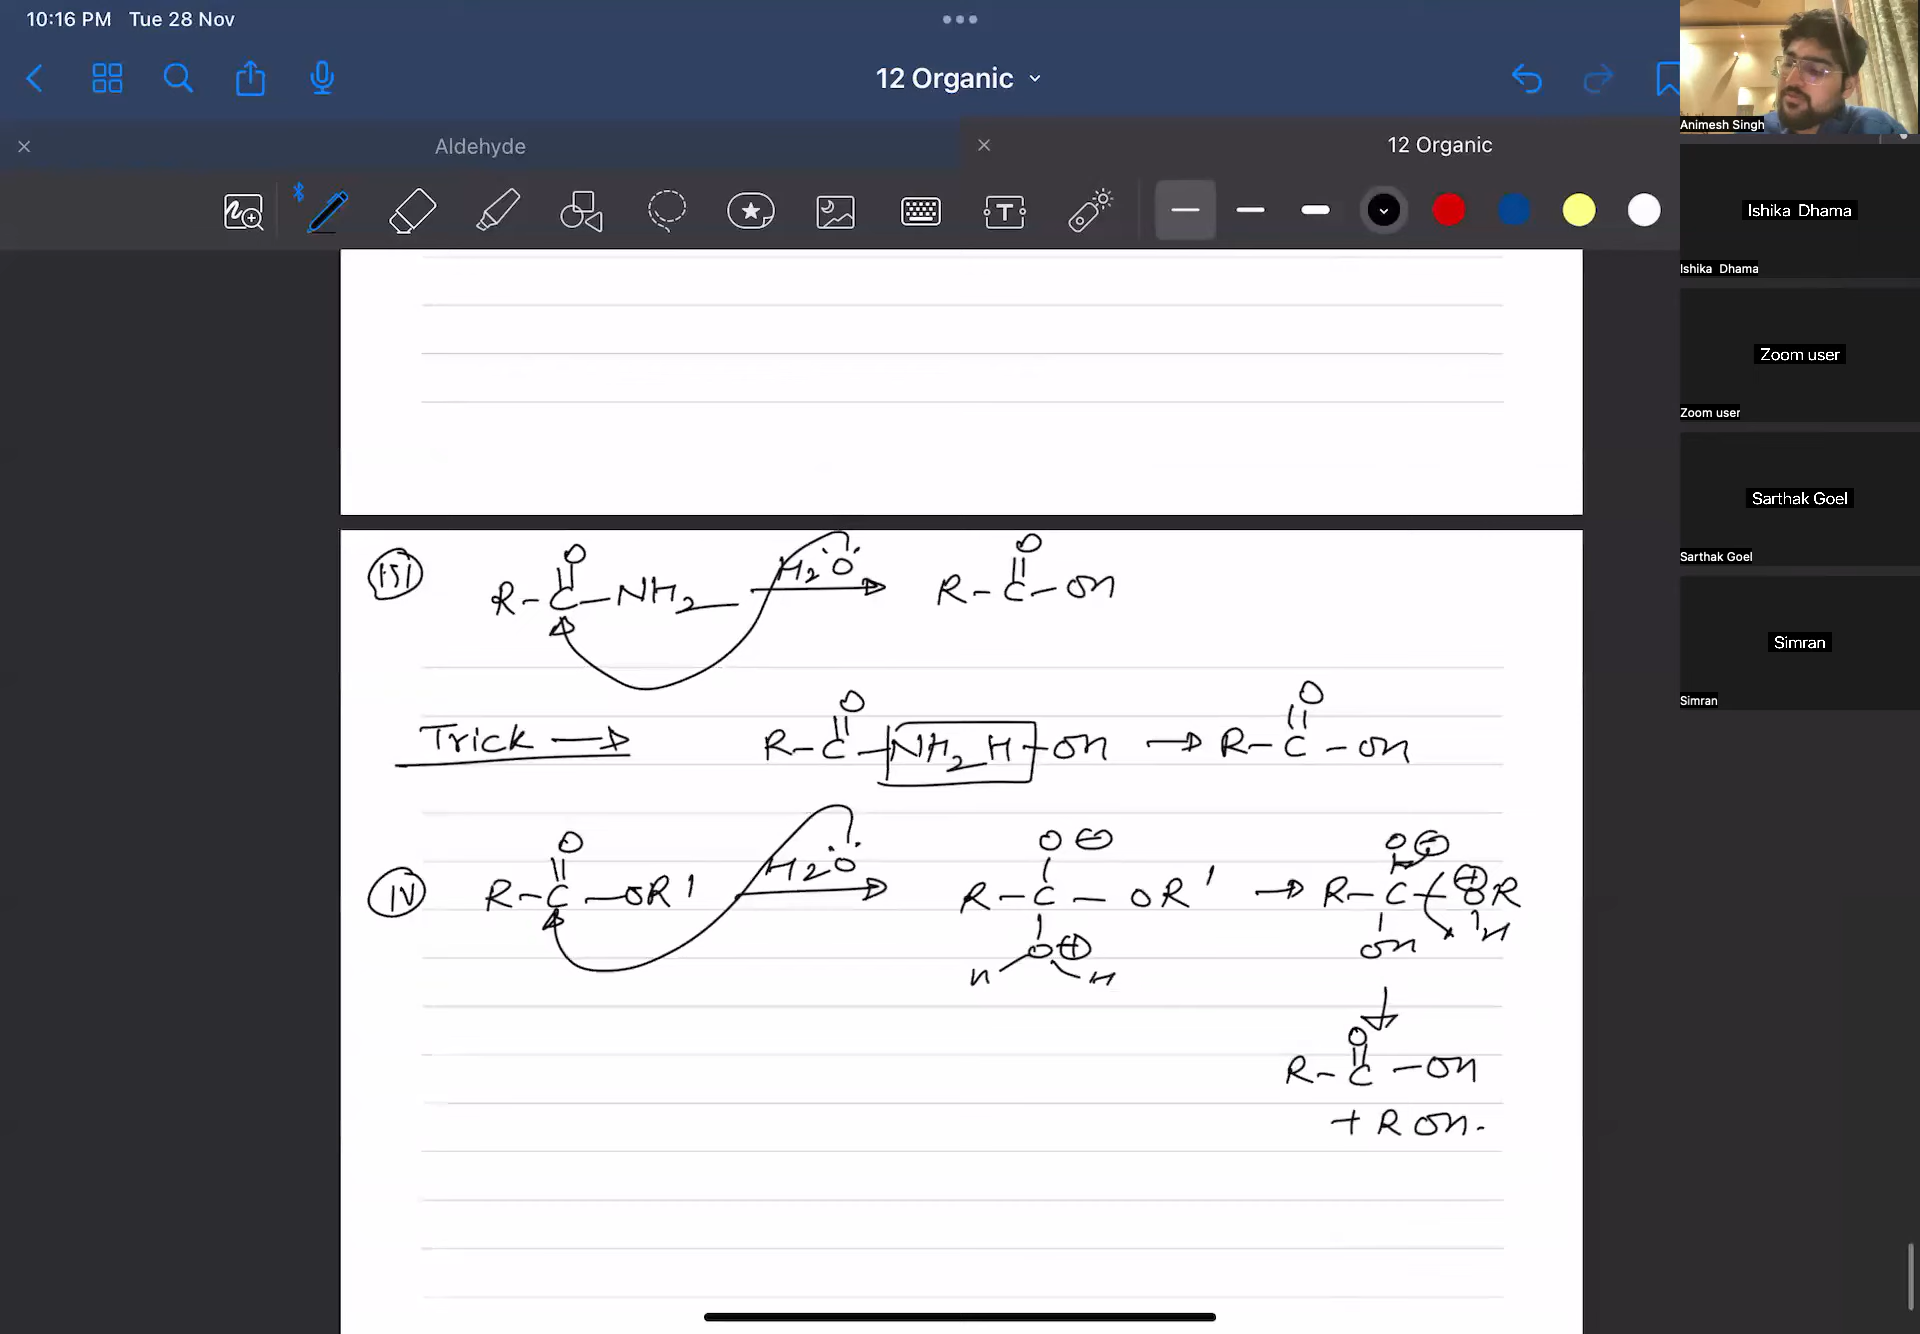 10:16 PM Tue 28 Nov
12 Organic
Aldehyde
12 Organic
T
Animesh Singh
Ishika Dhama
Ishika Dhama
Zoom user
Zoom user
Sarthak Goel
Sarthak Goel
Simran
Simran
O O
R-C-NH2 H2O R-C-OH
Trick →
O O
R-C-NH2 H-OH → R-C-OH
(IV)
O O⊖ O⊖
R-C-OR' H2O R-C-OR' → R-C-⊕OR
H
O⊕ OH
H H
O
R-C-OH
+ R OH.